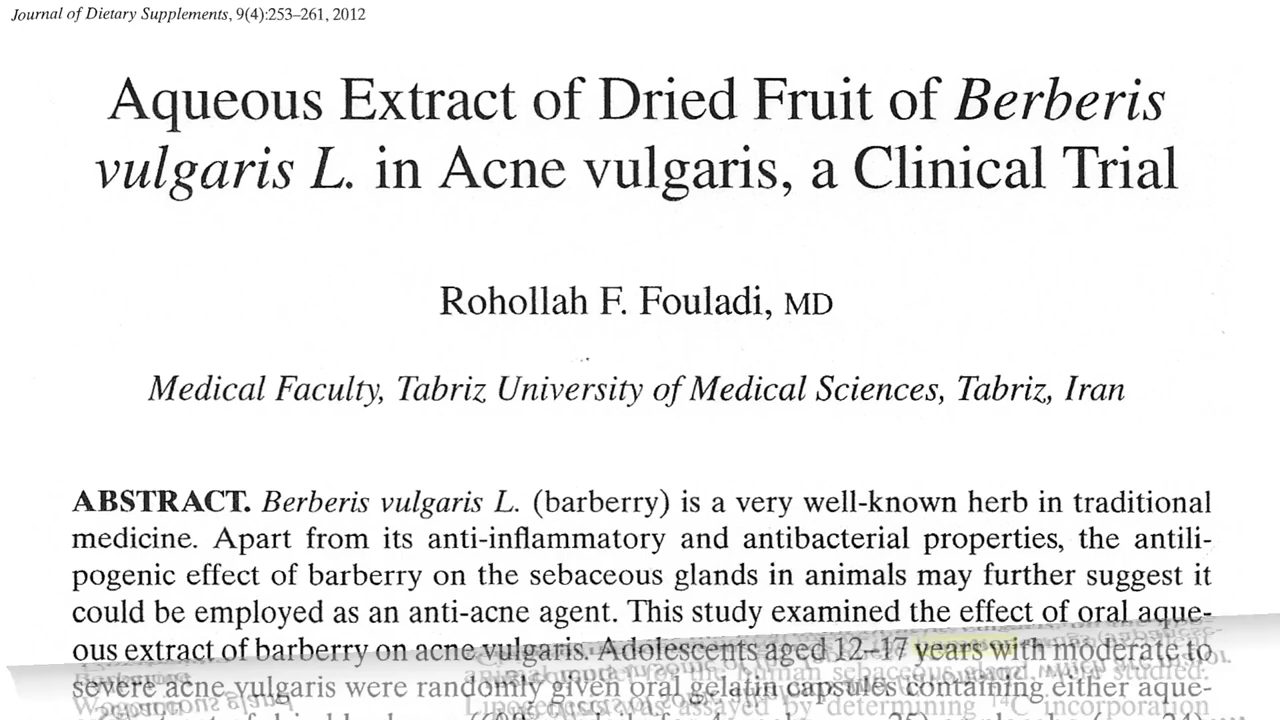 Journal of Dietary Supplements, 9(4):253–261, 2012
Aqueous Extract of Dried Fruit of Berberis
vulgaris L. in Acne vulgaris, a Clinical Trial
Rohollah F. Fouladi, MD
Medical Faculty, Tabriz University of Medical Sciences, Tabriz, Iran
ABSTRACT. Berberis vulgaris L. (barberry) is a very well-known herb in traditional
medicine. Apart from its anti-inflammatory and antibacterial properties, the antili-
pogenic effect of barberry on the sebaceous glands in animals may further suggest it
could be employed as an anti-acne agent. This study examined the effect of oral aque-
ous extract of barberry on acne vulgaris. Adolescents aged 12–17 years with moderate to
severe acne vulgaris were randomly given oral gelatin capsules containing either aque-
assayed by determining 14C incorporation